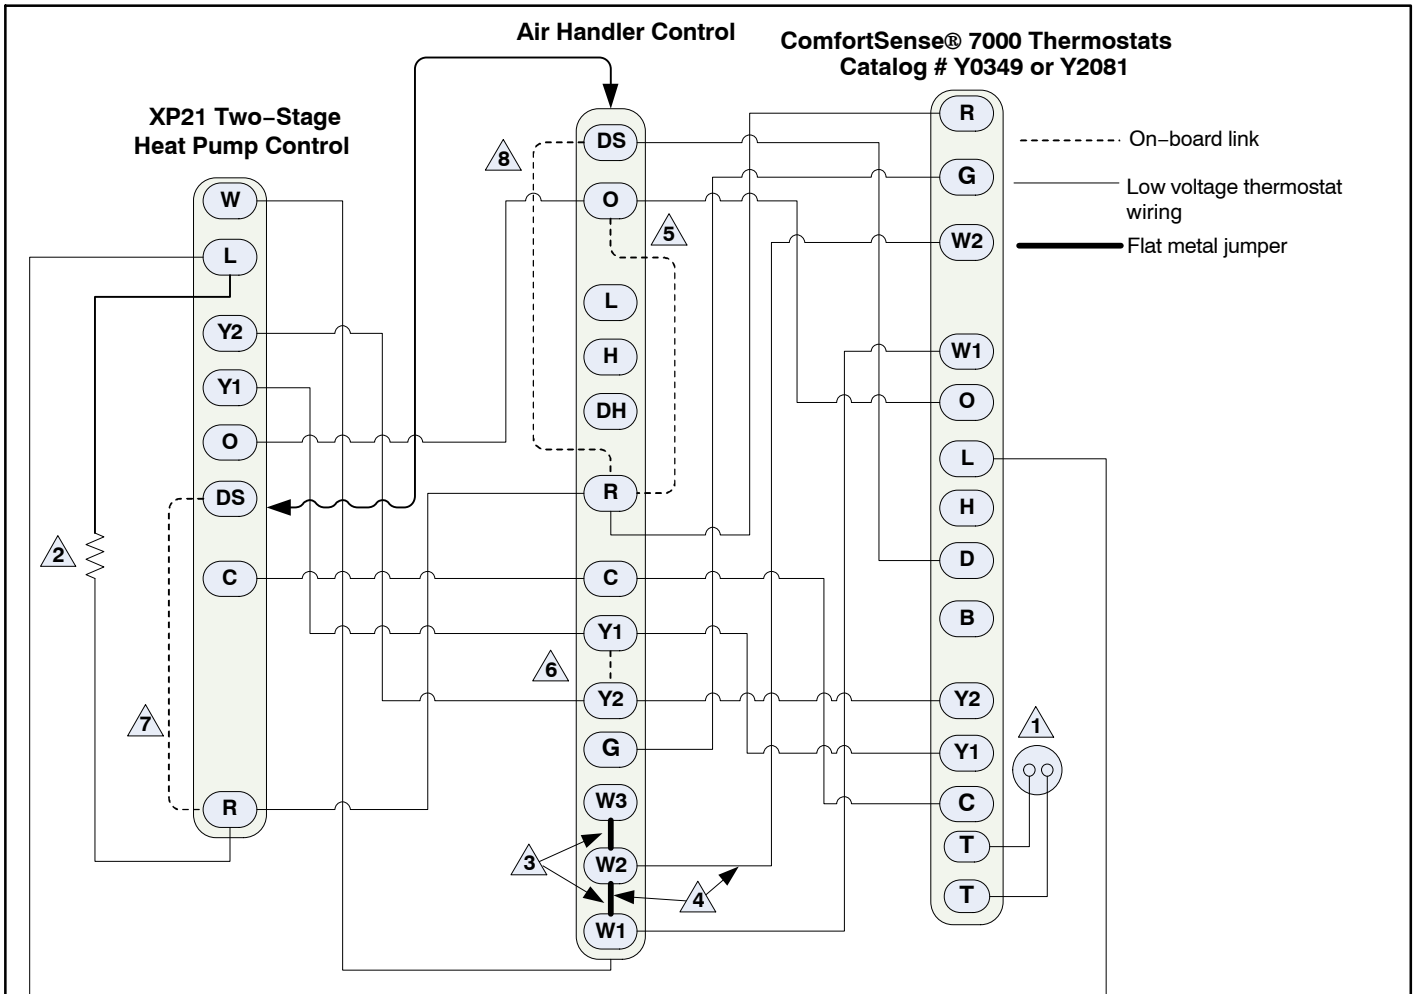 Air Handler Control
ComfortSense® 7000 Thermostats
Catalog # Y0349 or Y2081
XP21 Two−Stage
Heat Pump Control
On−board link
Low voltage thermostat
wiring
Flat metal jumper
W
L
Y2
Y1
O
DS
C
R
2
7
DS
O
L
H
DH
R
C
Y1
Y2
G
W3
W2
W1
8
5
6
3
4
R
G
W2
W1
O
L
H
D
B
Y2
Y1
C
T
T
1